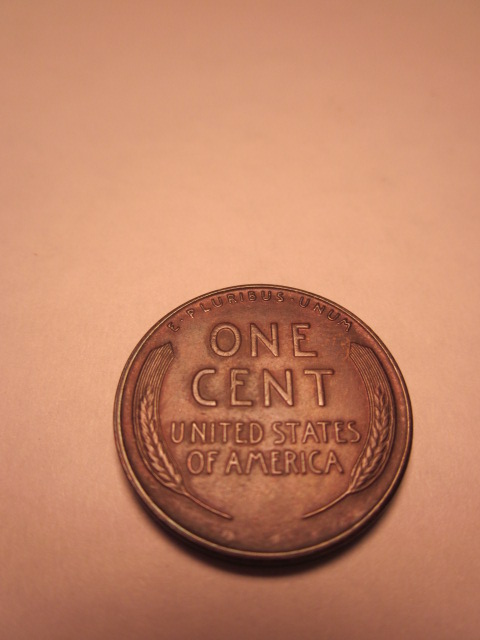 E·PLURIBUS·UNUM
ONE
CENT
UNITED STATES
OF AMERICA